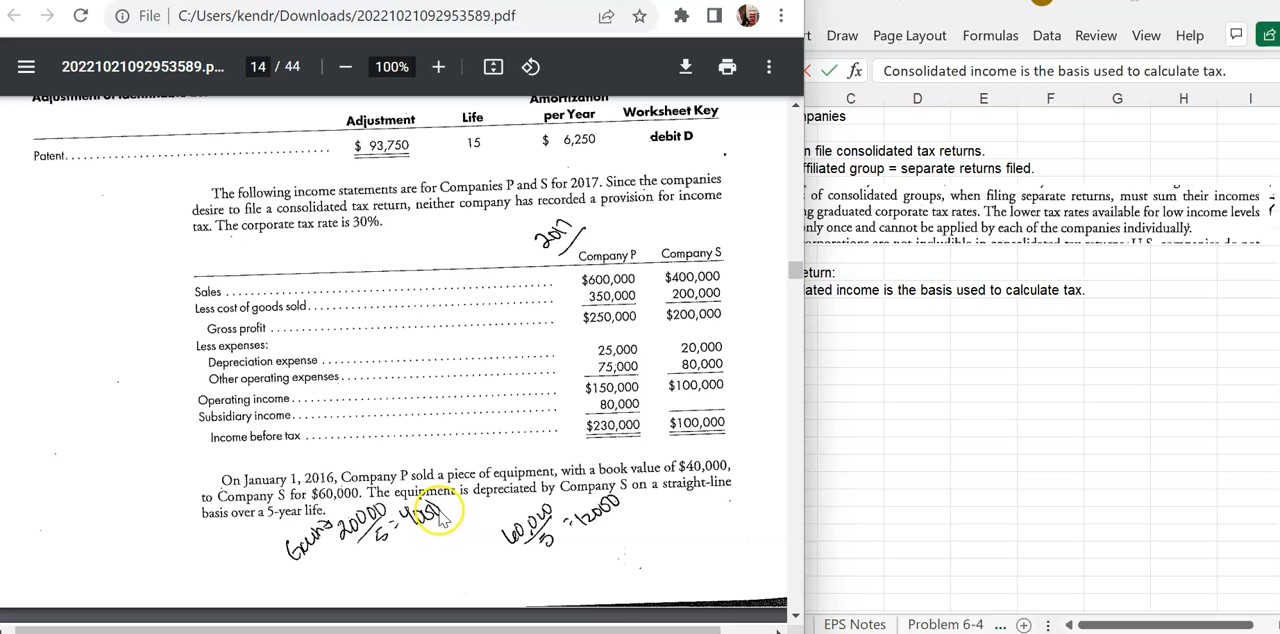 File | C:/Users/kendr/Downloads/20221021092953589.pdf
20221021092953589.p... 14 / 44 100%
Amortization
Adjustment Life per Year Worksheet Key
Patent $ 93,750 15 $ 6,250 debit D
The following income statements are for Companies P and S for 2017. Since the companies
desire to file a consolidated tax return, neither company has recorded a provision for income
tax. The corporate tax rate is 30%.
2017
Company P Company S
Sales $600,000 $400,000
Less cost of goods sold 350,000 200,000
Gross profit $250,000 $200,000
Less expenses:
Depreciation expense 25,000 20,000
Other operating expenses 75,000 80,000
Operating income $150,000 $100,000
Subsidiary income 80,000
Income before tax $230,000 $100,000
On January 1, 2016, Company P sold a piece of equipment, with a book value of $40,000,
to Company S for $60,000. The equipment is depreciated by Company S on a straight-line
basis over a 5-year life.
20000
5 =
60,000
5 = 12000
Draw Page Layout Formulas Data Review View Help
fx Consolidated income is the basis used to calculate tax.
C D E F G H I
panies
n file consolidated tax returns.
ffiliated group = separate returns filed.
of consolidated groups, when filing separate returns, must sum their incomes
g graduated corporate tax rates. The lower tax rates available for low income levels
nly once and cannot be applied by each of the companies individually.
eturn:
ated income is the basis used to calculate tax.
EPS Notes Problem 6-4 ...